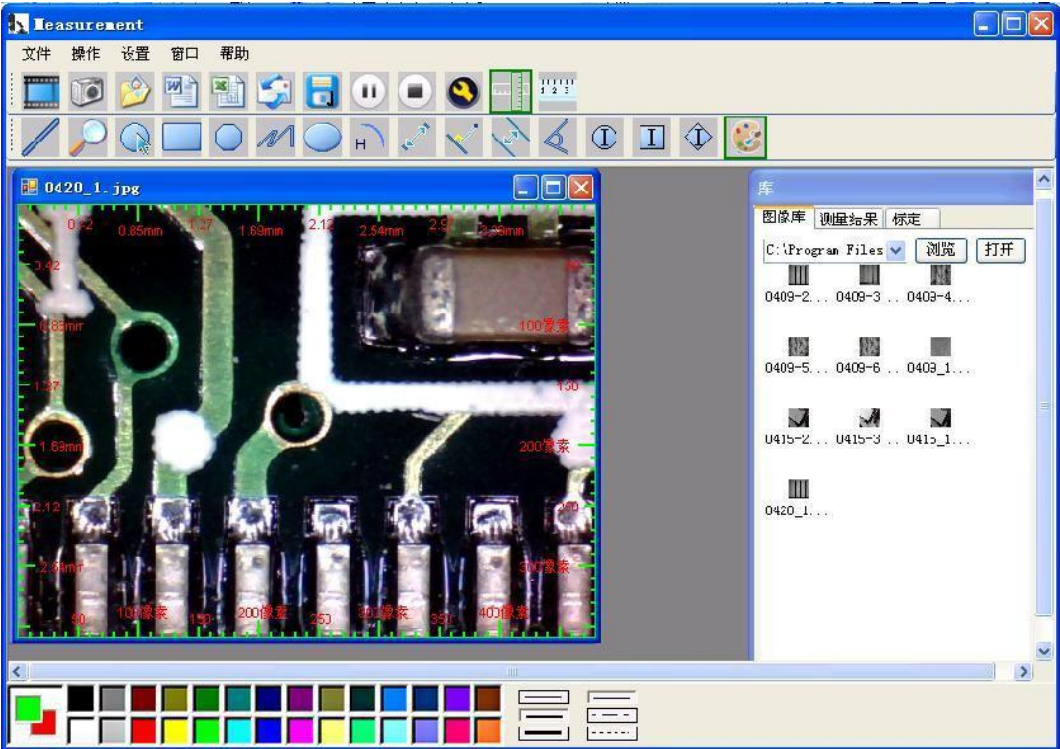 Measurement
文件 操作 设置 窗口 帮助
1 2 3
H
I I I
0420_1.jpg
0.42 0.85mm 1.27 1.69mm 2.12 2.54mm 2.97 3.39mm
0.42
0.85mm 100像素
1.27 150
1.69mm 200像素
2.12 250
2.54mm 300像素
50 100像素 150 200像素 250 300像素 350 400像素
库
图像库 测量结果 标定
C:\Program Files 浏览 打开
0409-2... 0409-3 .. 0409-4...
0409-5... 0409-6 .. 0409_1...
0415-2... 0415-3 .. 0415_1...
0420_1...